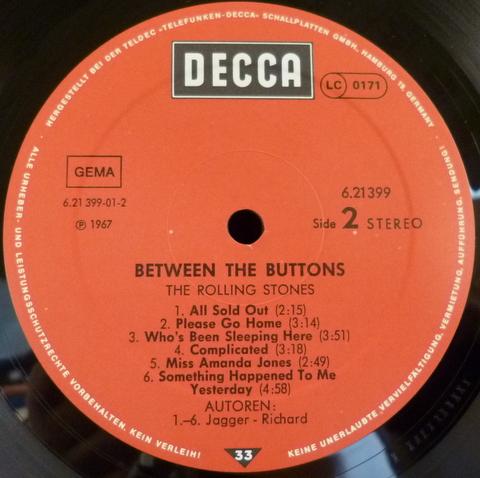 HERGESTELLT BEI DER TELDEC »TELEFUNKEN-DECCA« SCHALLPLATTEN GMBH, HAMBURG 19, GERMANY
DECCA
LC 0171
GEMA
6.21 399-01-2
℗ 1967
6.21399
Side 2 STEREO
BETWEEN THE BUTTONS
THE ROLLING STONES
1. All Sold Out (2:15)
2. Please Go Home (3:14)
3. Who's Been Sleeping Here (3:51)
4. Complicated (3:18)
5. Miss Amanda Jones (2:49)
6. Something Happened To Me
Yesterday (4:58)
AUTOREN:
1.–6. Jagger - Richard
ALLE URHEBER- UND LEISTUNGSSCHUTZRECHTE VORBEHALTEN. KEIN VERLEIH!
33
KEINE UNERLAUBTE VERVIELFÄLTIGUNG, VERMIETUNG, AUFFÜHRUNG, SENDUNG!